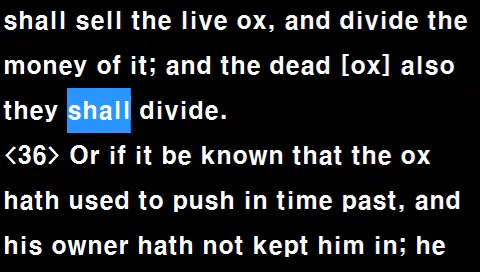 shall sell the live ox, and divide the
money of it; and the dead [ox] also
they shall divide.
<36> Or if it be known that the ox
hath used to push in time past, and
his owner hath not kept him in; he